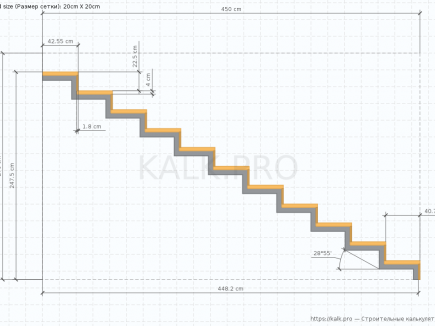 d size (Размер сетки): 20cm X 20cm
450 cm
42.55 cm
22.5 cm
4 cm
1.8 cm
247.5 cm
KALK.PRO
40.
28°55'
448.2 cm
https://kalk.pro — Строительные калькулят